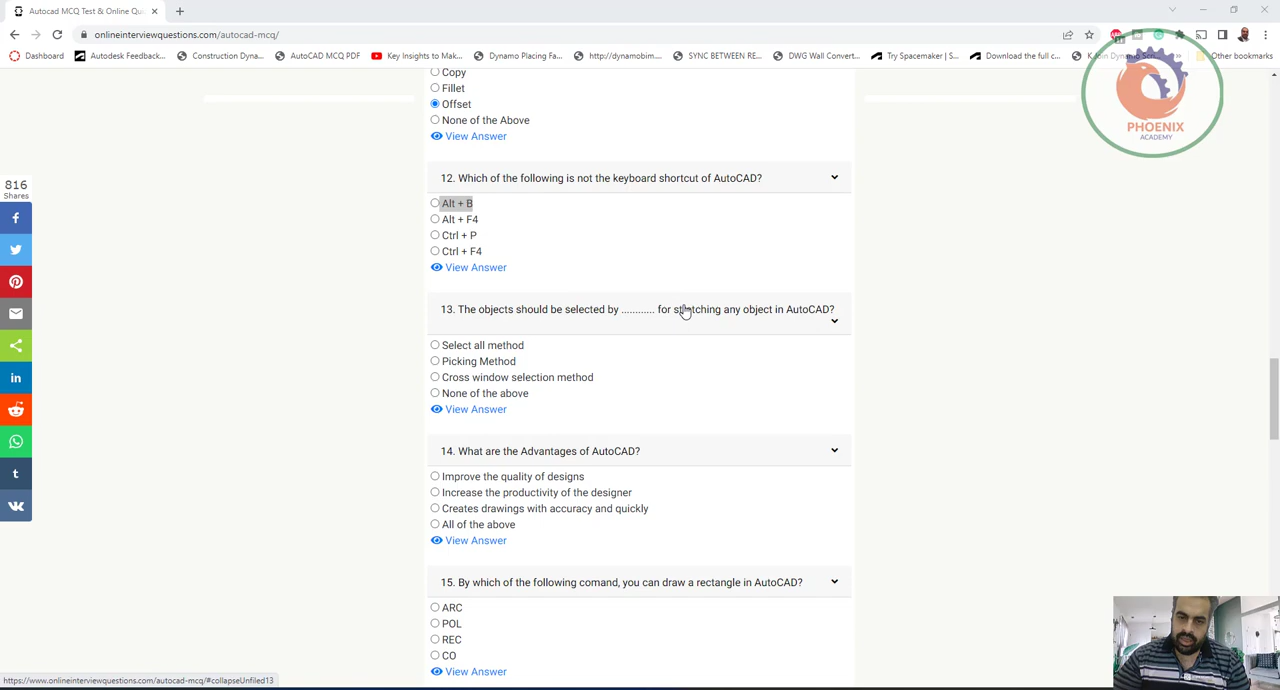 Autocad MCQ Test & Online Qui
onlineinterviewquestions.com/autocad-mcq/
Dashboard
Autodesk Feedback...
Construction Dyna...
AutoCAD MCQ PDF
Key Ingredients to Mak...
Dynamo Placing Fa...
http://dynamobim....
SYNC BETWEEN RE...
DWG Wall Convert...
Try Spacemaker | S...
Download the full c...
Other bookmarks
PHOENIX
ACADEMY
816
Shares
Copy
Fillet
Offset
None of the Above
View Answer
12. Which of the following is not the keyboard shortcut of AutoCAD?
Alt + B
Alt + F4
Ctrl + P
Ctrl + F4
View Answer
13. The objects should be selected by ............ for stretching any object in AutoCAD?
Select all method
Picking Method
Cross window selection method
None of the above
View Answer
14. What are the Advantages of AutoCAD?
Improve the quality of designs
Increase the productivity of the designer
Creates drawings with accuracy and quickly
All of the above
View Answer
15. By which of the following comand, you can draw a rectangle in AutoCAD?
ARC
POL
REC
CO
View Answer
https://www.onlineinterviewquestions.com/autocad-mcq/#collapseUnfiled13